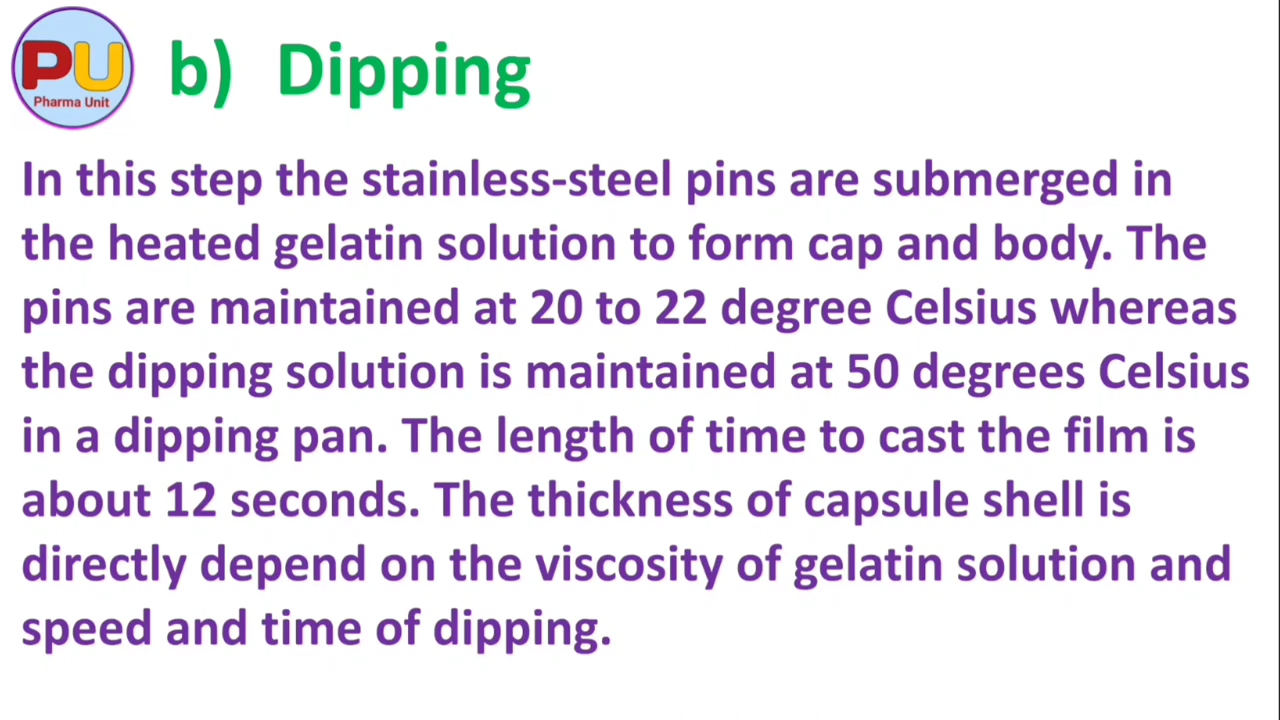 PU
Pharma Unit
b) Dipping
In this step the stainless-steel pins are submerged in
the heated gelatin solution to form cap and body. The
pins are maintained at 20 to 22 degree Celsius whereas
the dipping solution is maintained at 50 degrees Celsius
in a dipping pan. The length of time to cast the film is
about 12 seconds. The thickness of capsule shell is
directly depend on the viscosity of gelatin solution and
speed and time of dipping.